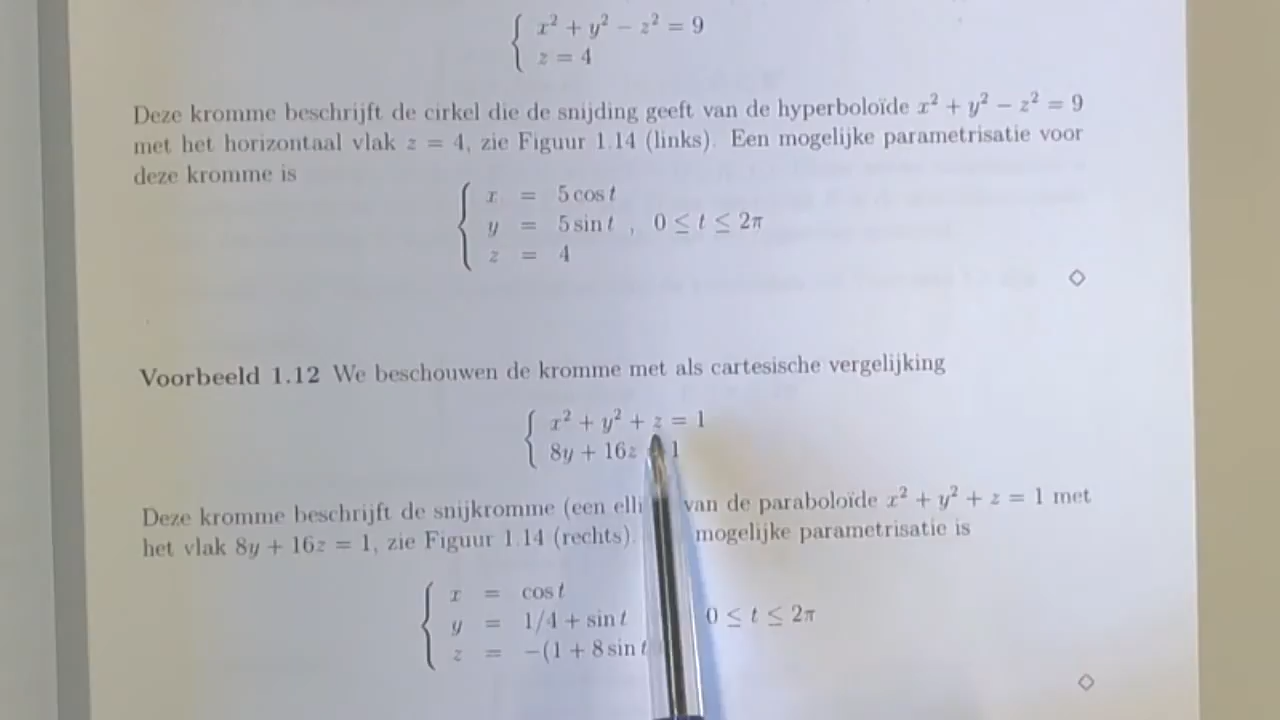 { x² + y² − z² = 9
z = 4
Deze kromme beschrijft de cirkel die de snijding geeft van de hyperboloïde x² + y² − z² = 9
met het horizontaal vlak z = 4, zie Figuur 1.14 (links). Een mogelijke parametrisatie voor
deze kromme is
{ x = 5 cos t
y = 5 sin t , 0 ≤ t ≤ 2π
z = 4
◇
Voorbeeld 1.12 We beschouwen de kromme met als cartesische vergelijking
{ x² + y² + z = 1
8y + 16z 1
Deze kromme beschrijft de snijkromme (een elli van de paraboloïde x² + y² + z = 1 met
het vlak 8y + 16z = 1, zie Figuur 1.14 (rechts). mogelijke parametrisatie is
{ x = cos t
y = 1/4 + sin t 0 ≤ t ≤ 2π
z = −(1 + 8 sin t
◇